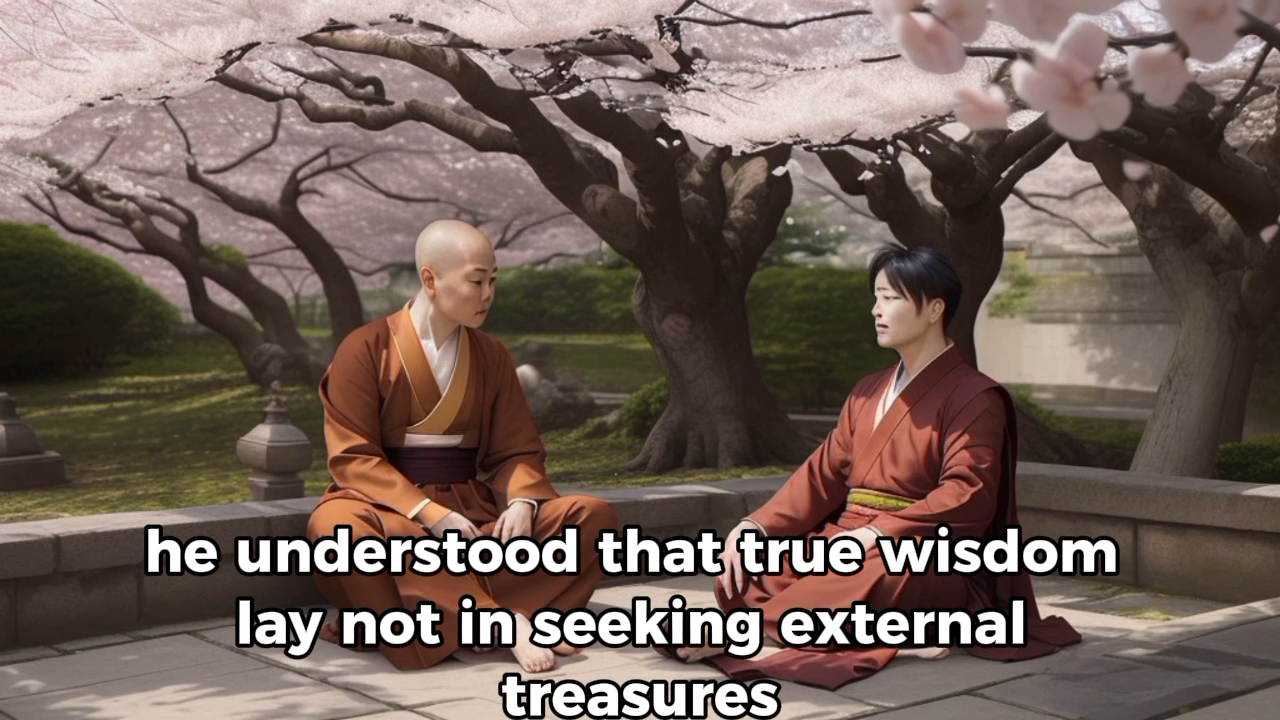 he understood that true wisdom
lay not in seeking external
treasures